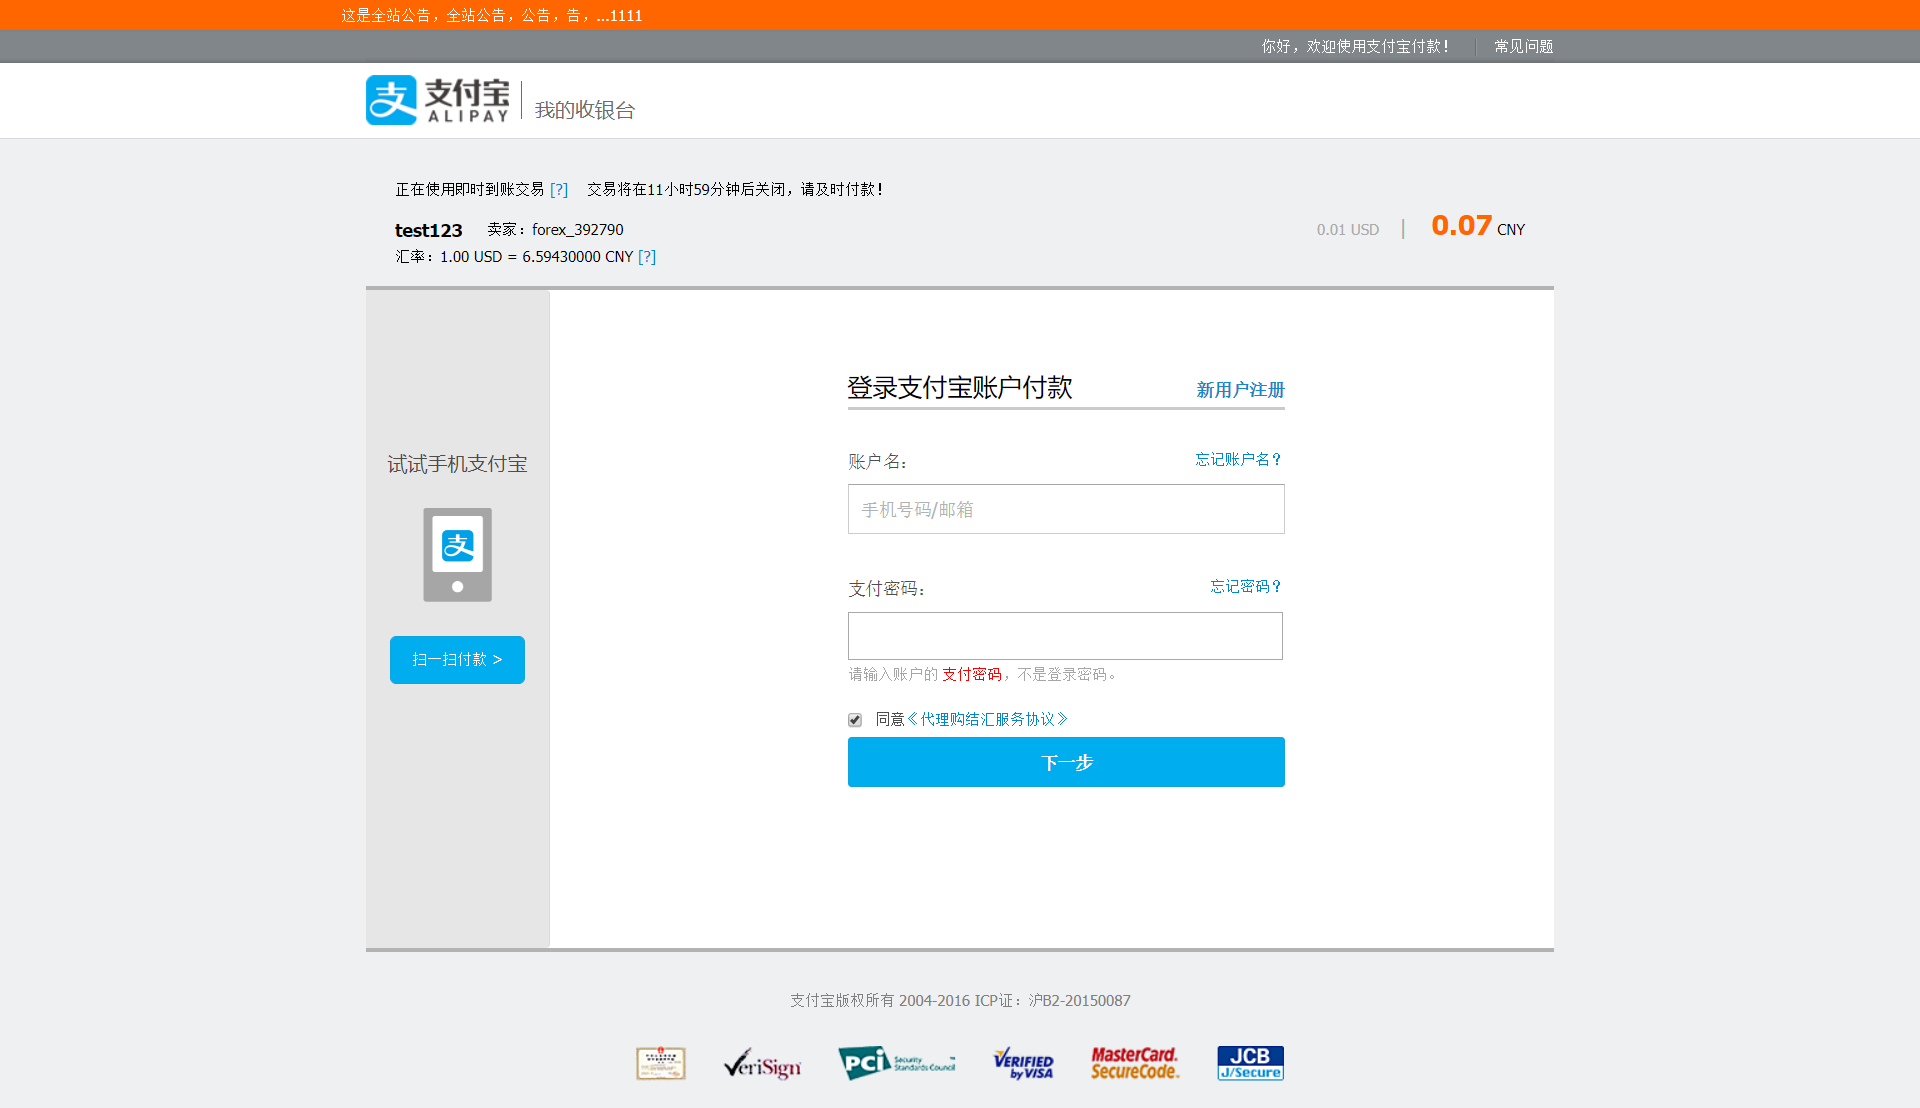 这是全站公告，全站公告，公告，告，...1111
你好，欢迎使用支付宝付款！ 常见问题
支 支付宝 ALIPAY 我的收银台
正在使用即时到账交易 [?] 交易将在11小时59分钟后关闭，请及时付款！
test123 卖家：forex_392790 0.01 USD | 0.07 CNY
汇率：1.00 USD = 6.59430000 CNY [?]
登录支付宝账户付款 新用户注册
账户名： 忘记账户名？
手机号码/邮箱
试试手机支付宝
支
扫一扫付款 >
支付密码： 忘记密码？
请输入账户的 支付密码，不是登录密码。
同意《代理购结汇服务协议》
下一步
支付宝版权所有 2004-2016 ICP证：沪B2-20150087
VeriSign
PCI Security Standards Council
VERIFIED by VISA
MasterCard. SecureCode.
JCB J/Secure